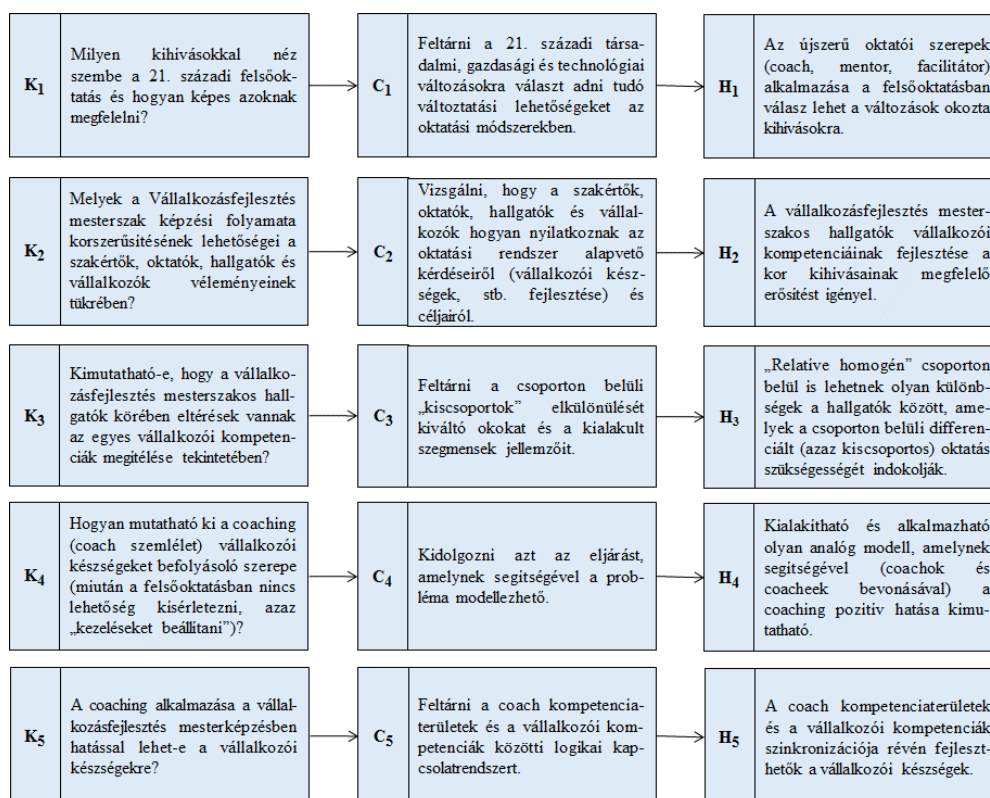 K1
Milyen kihívásokkal néz
szembe a 21. századi felsőok-
tatás és hogyan képes azoknak
megfelelni?
C1
Feltárni a 21. századi társa-
dalmi, gazdasági és technológiai
változásokra választ adni tudó
változtatási lehetőségeket az
oktatási módszerekben.
H1
Az újszerű oktatói szerepek
(coach, mentor, facilitátor)
alkalmazása a felsőoktatásban
válasz lehet a változások okozta
kihívásokra.
K2
Melyek a Vállalkozásfejlesztés
mesterszak képzési folyamata
korszerűsitésének lehetőségei a
szakértők, oktatók, hallgatók és
vállalkozók véleményeinek
tükrében?
C2
Vizsgálni, hogy a szakértők,
oktatók, hallgatók és vállal-
kozók hogyan nyilatkoznak az
oktatási rendszer alapvető
kérdéseiről (vállalkozói kész-
ségek, stb. fejlesztése) és
céljairól.
H2
A vállalkozásfejlesztés mester-
szakos hallgatók vállalkozói
kompetenciáinak fejlesztése a
kor kihívásainak megfelelő
erősitést igényel.
K3
Kimutatható-e, hogy a vállalko-
zásfejlesztés mesterszakos hall-
gatók körében eltérések vannak
az egyes vállalkozói kompeten-
ciák megitélése tekintetében?
C3
Feltárni a csoporton belüli
„kiscsoportok” elkülönülését
kiváltó okokat és a kialakult
szegmensek jellemzőit.
H3
„Relatíve homogén” csoporton
belül is lehetnek olyan különb-
ségek a hallgatók között, ame-
lyek a csoporton belüli differen-
ciált (azaz kiscsoportos) oktatás
szükségességét indokolják.
K4
Hogyan mutatható ki a coaching
(coach szemlélet) vállalkozói
készségeket befolyásoló szerepe
(miután a felsőoktatásban nincs
lehetőség kisérletezni, azaz
„kezeléseket beállítani”)?
C4
Kidolgozni azt az eljárást,
amelynek segitségével a prob-
léma modellezhető.
H4
Kialakitható és alkalmazható
olyan analóg modell, amelynek
segitségével (coachok és
coacheek bevonásával) a
coaching pozitív hatása kimu-
tatható.
K5
A coaching alkalmazása a vállal-
kozásfejlesztés mesterképzésben
hatással lehet-e a vállalkozói
készségekre?
C5
Feltárni a coach kompetencia-
területek és a vállalkozói kom-
petenciák közötti logikai kap-
csolatrendszert.
H5
A coach kompetenciaterületek
és a vállalkozói kompetenciák
szinkronizációja révén fejleszt-
hetők a vállalkozói készségek.